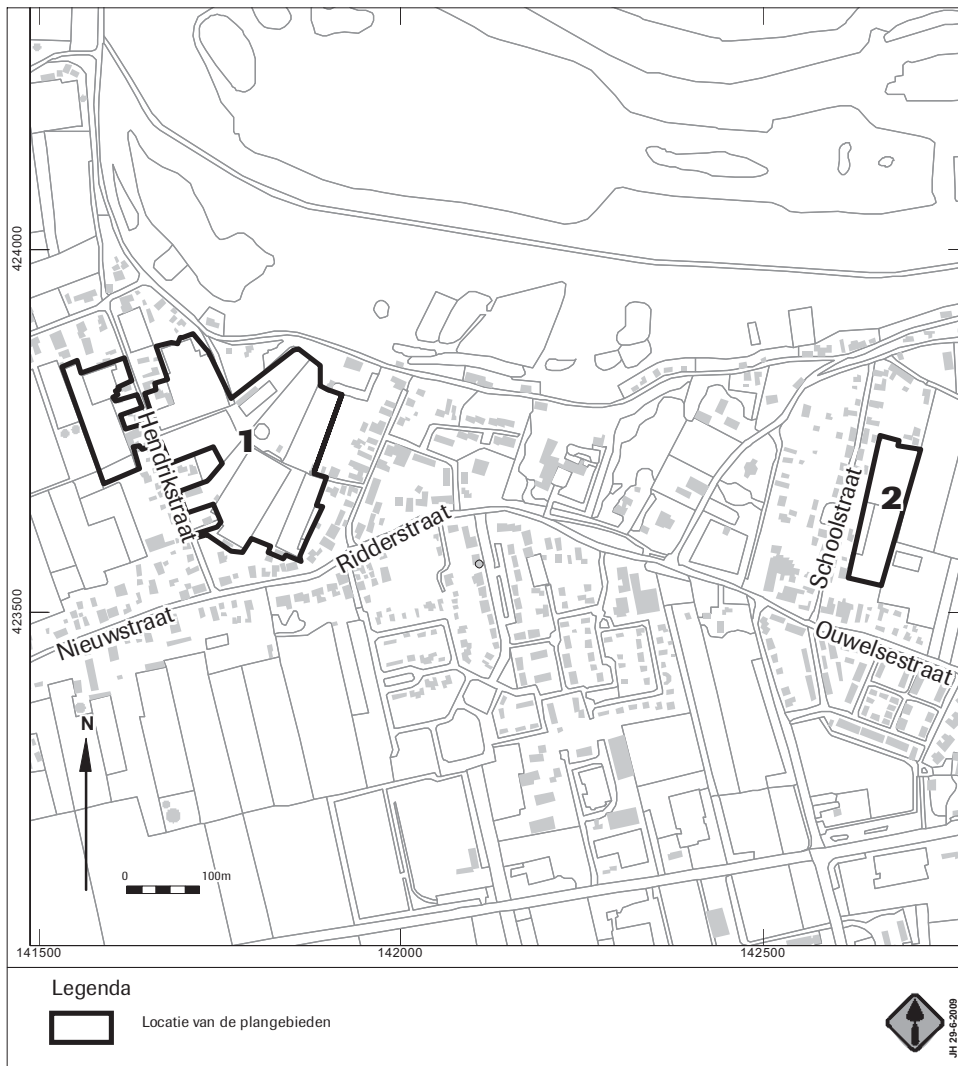 424000
423500
Hendrikstraat
1
2
Schoolstraat
Ridderstraat
Nieuwstraat
Ouwelsestraat
N
0 100m
141500 142000 142500
Legenda
Locatie van de plangebieden
JH 29-6-2009